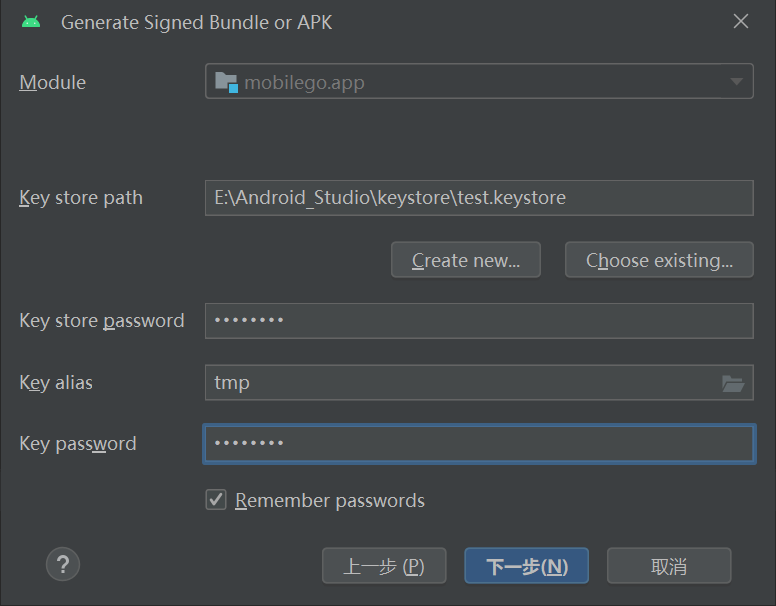 Generate Signed Bundle or APK
Module
mobilego.app
Key store path
E:\Android_Studio\keystore\test.keystore
Create new...
Choose existing...
Key store password
••••••••
Key alias
tmp
Key password
••••••••
Remember passwords
?
上一步 (P)
下一步(N)
取消